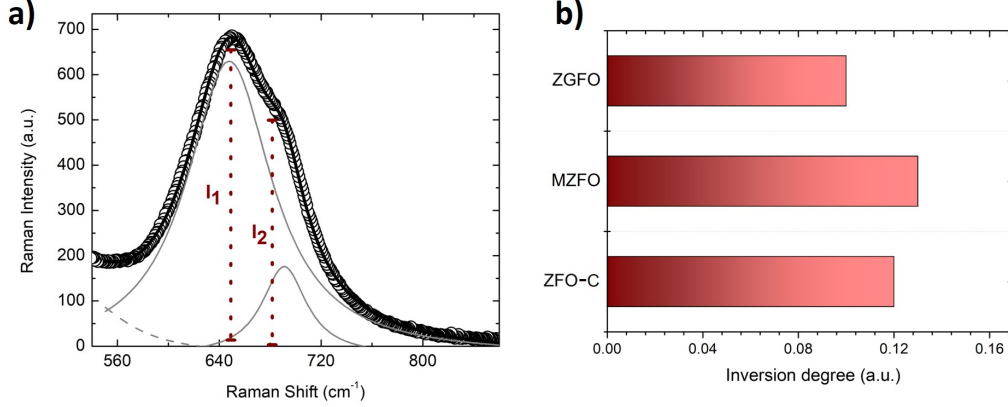 a)
700
600
500
400
300
200
100
0
Raman Intensity (a.u.)
I1
I2
560
640
720
800
Raman Shift (cm-1)
b)
ZGFO
MZFO
ZFO-C
0.00
0.04
0.08
0.12
0.16
Inversion degree (a.u.)